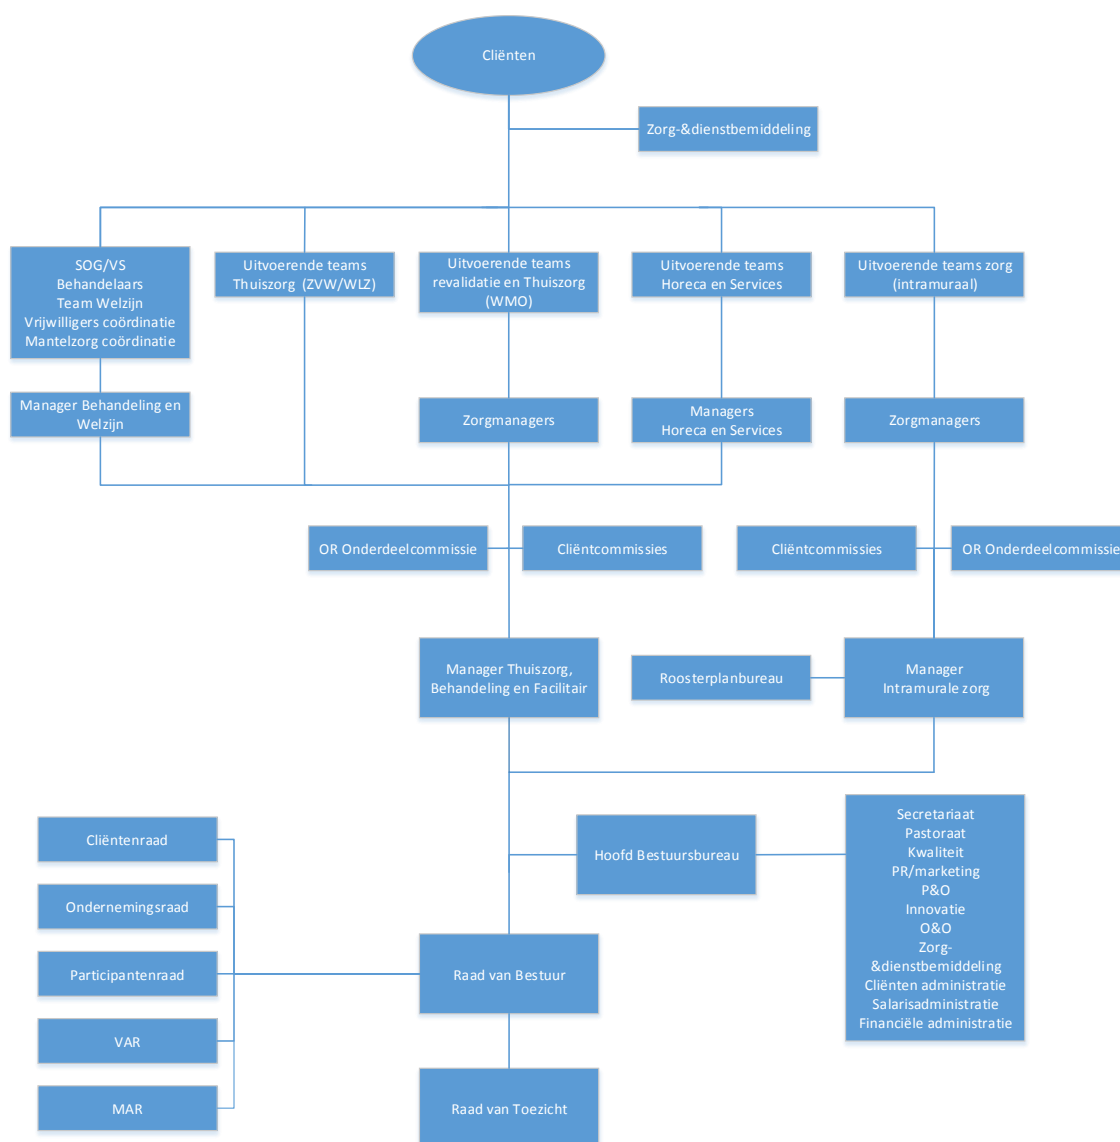 Cliënten
Zorg-&dienstbemiddeling
SOG/VS
Behandelaars
Team Welzijn
Vrijwilligers coördinatie
Mantelzorg coördinatie
Uitvoerende teams
Thuiszorg (ZVW/WLZ)
Uitvoerende teams
revalidatie en Thuiszorg
(WMO)
Uitvoerende teams
Horeca en Services
Uitvoerende teams zorg
(intramuraal)
Manager Behandeling en
Welzijn
Zorgmanagers
Managers
Horeca en Services
Zorgmanagers
OR Onderdeelcommissie
Cliëntcommissies
Cliëntcommissies
OR Onderdeelcommissie
Manager Thuiszorg,
Behandeling en Facilitair
Roosterplanbureau
Manager
Intramurale zorg
Cliëntenraad
Ondernemingsraad
Participantenraad
VAR
MAR
Hoofd Bestuursbureau
Secretariaat
Pastoraat
Kwaliteit
PR/marketing
P&O
Innovatie
O&O
Zorg-
&dienstbemiddeling
Cliënten administratie
Salarisadministratie
Financiële administratie
Raad van Bestuur
Raad van Toezicht